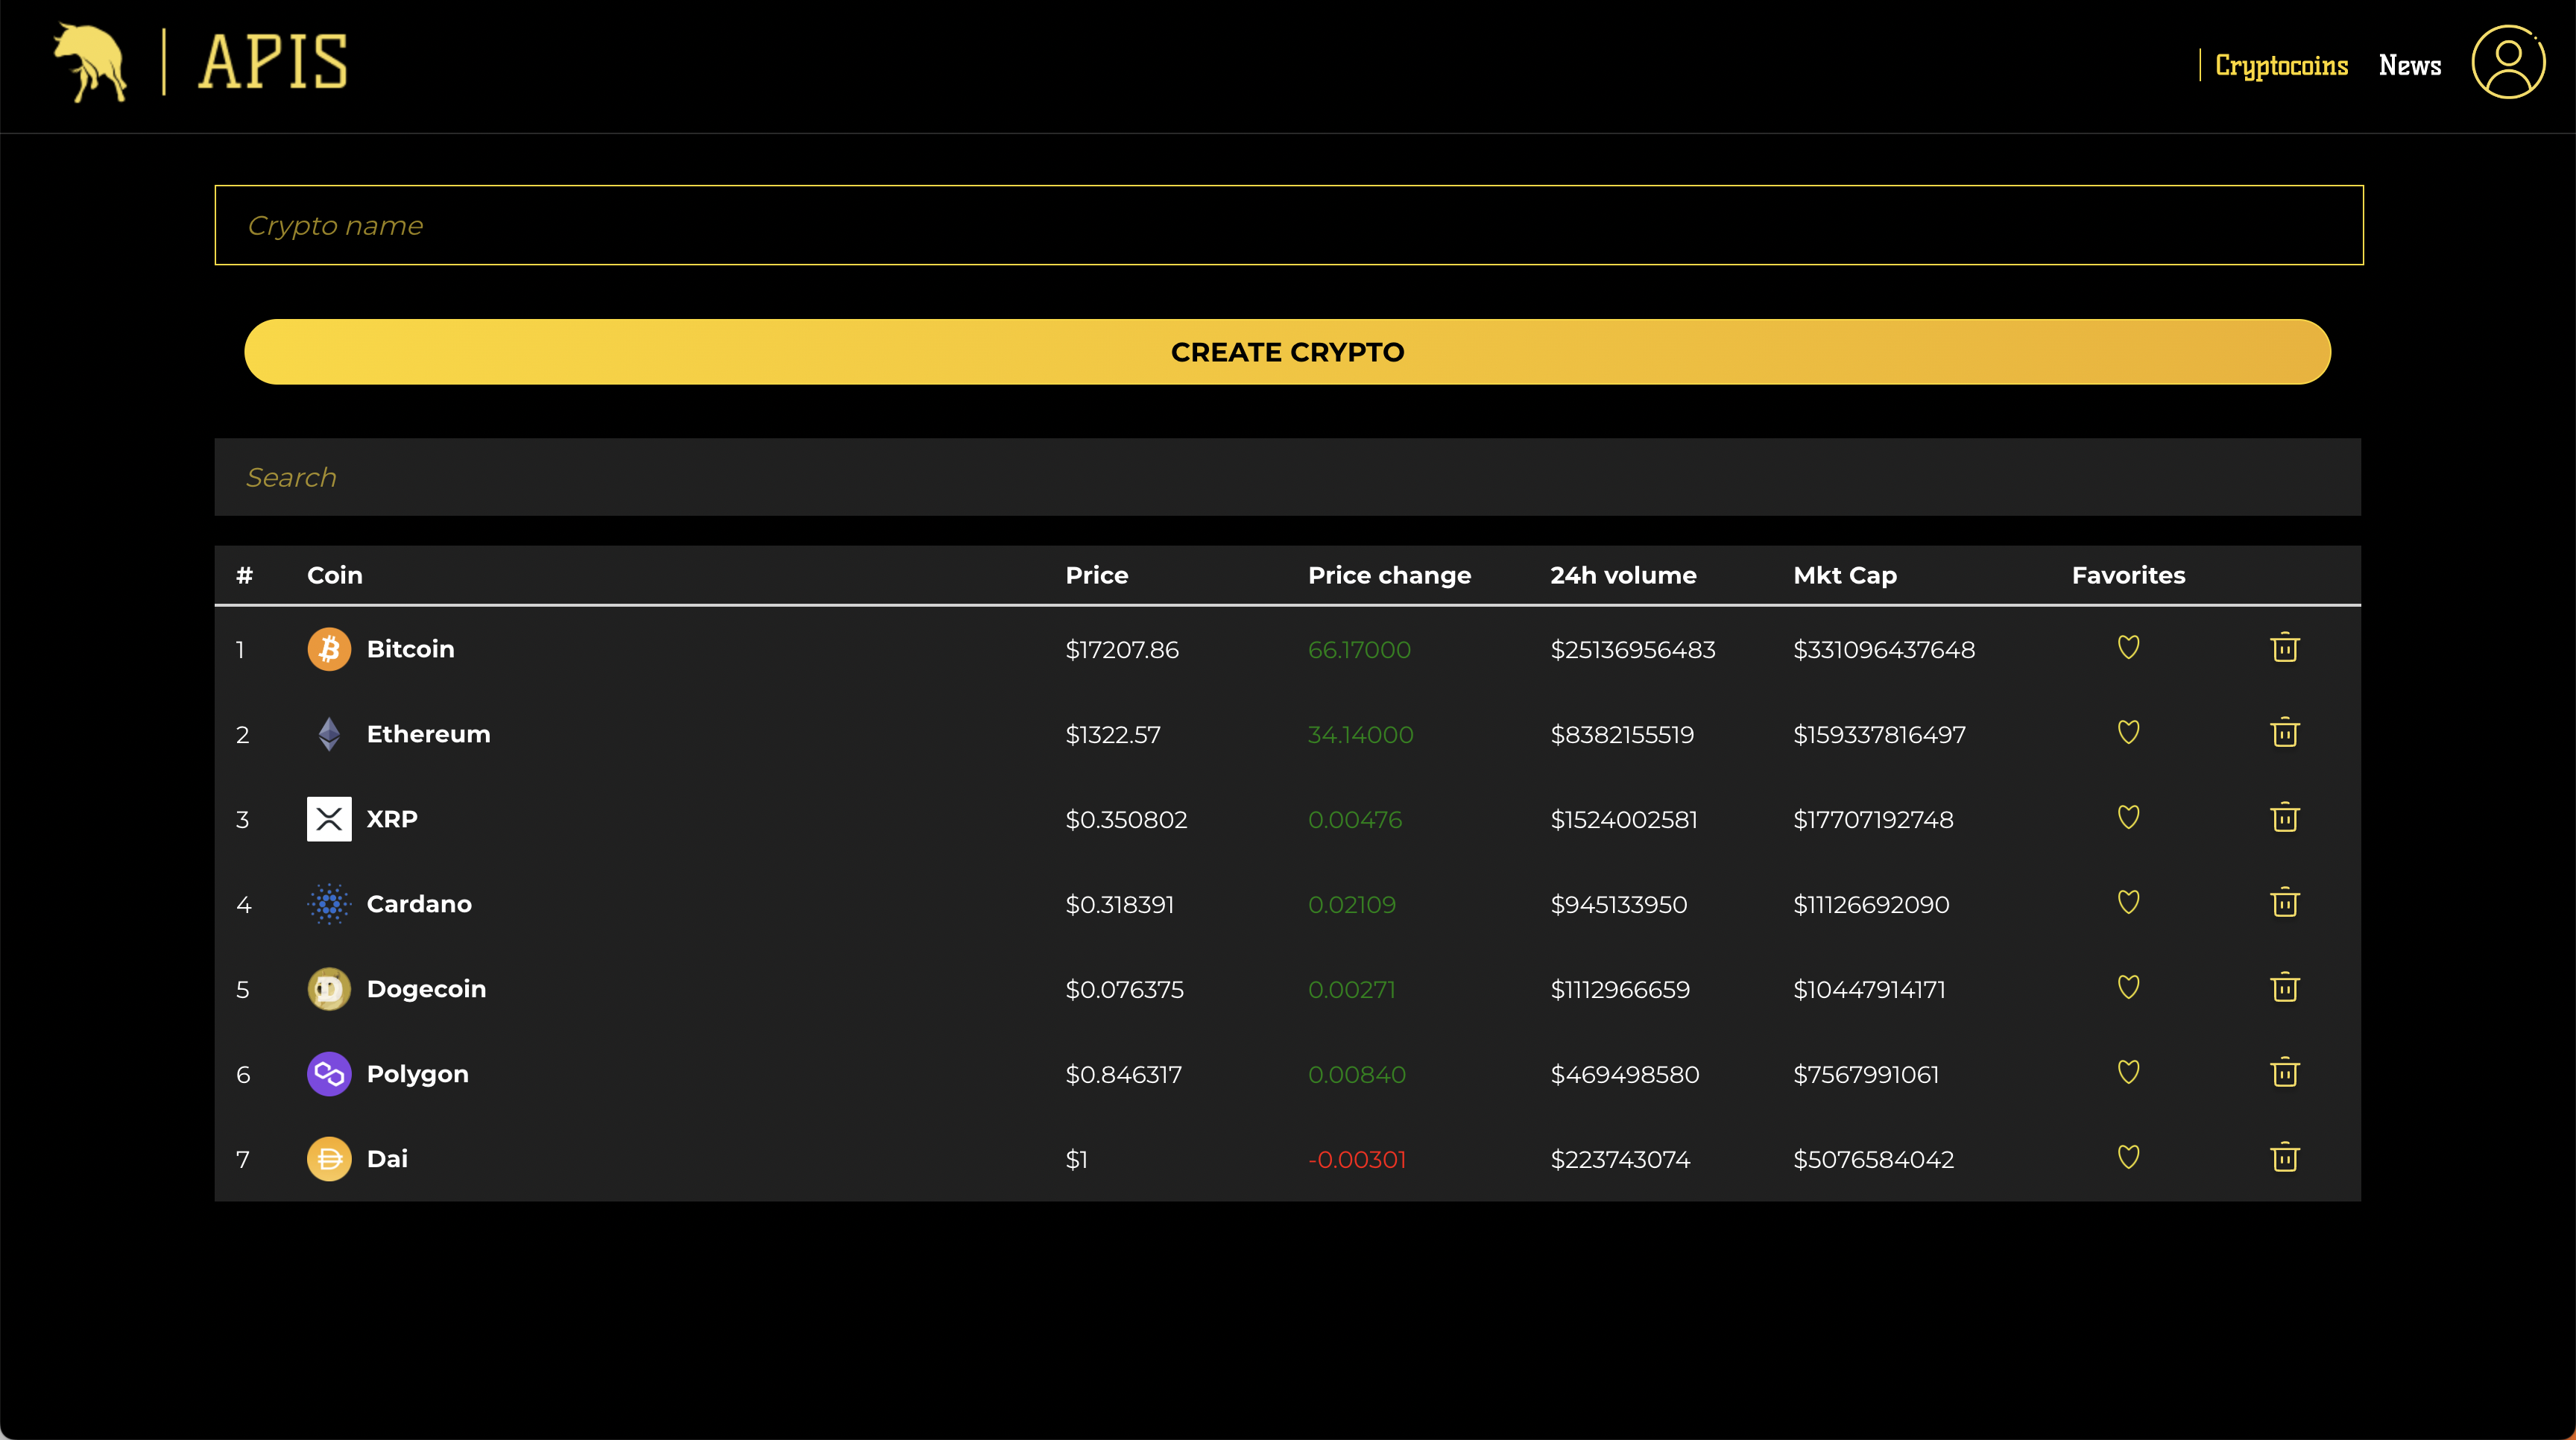 APIS
Cryptocoins News
Crypto name
CREATE CRYPTO
Search
# Coin Price Price change 24h volume Mkt Cap Favorites
1 Bitcoin $17207.86 66.17000 $25136956483 $331096437648
2 Ethereum $1322.57 34.14000 $8382155519 $159337816497
3 XRP $0.350802 0.00476 $1524002581 $17707192748
4 Cardano $0.318391 0.02109 $945133950 $11126692090
5 Dogecoin $0.076375 0.00271 $1112966659 $10447914171
6 Polygon $0.846317 0.00840 $469498580 $7567991061
7 Dai $1 -0.00301 $223743074 $5076584042